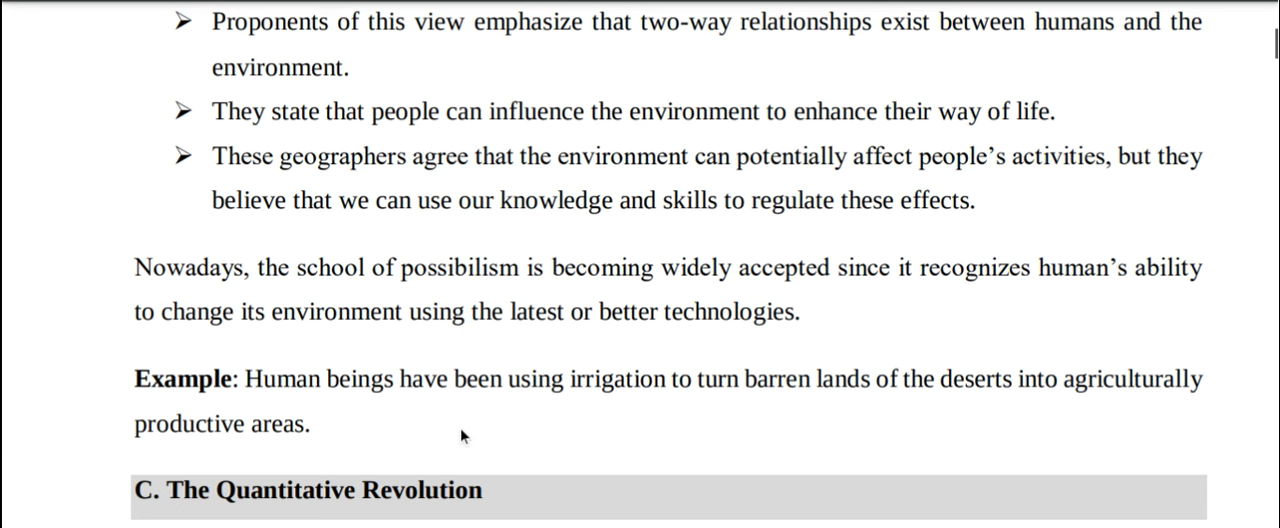 ➢ Proponents of this view emphasize that two-way relationships exist between humans and the
environment.
➢ They state that people can influence the environment to enhance their way of life.
➢ These geographers agree that the environment can potentially affect people’s activities, but they
believe that we can use our knowledge and skills to regulate these effects.
Nowadays, the school of possibilism is becoming widely accepted since it recognizes human’s ability
to change its environment using the latest or better technologies.
Example: Human beings have been using irrigation to turn barren lands of the deserts into agriculturally
productive areas.
C. The Quantitative Revolution